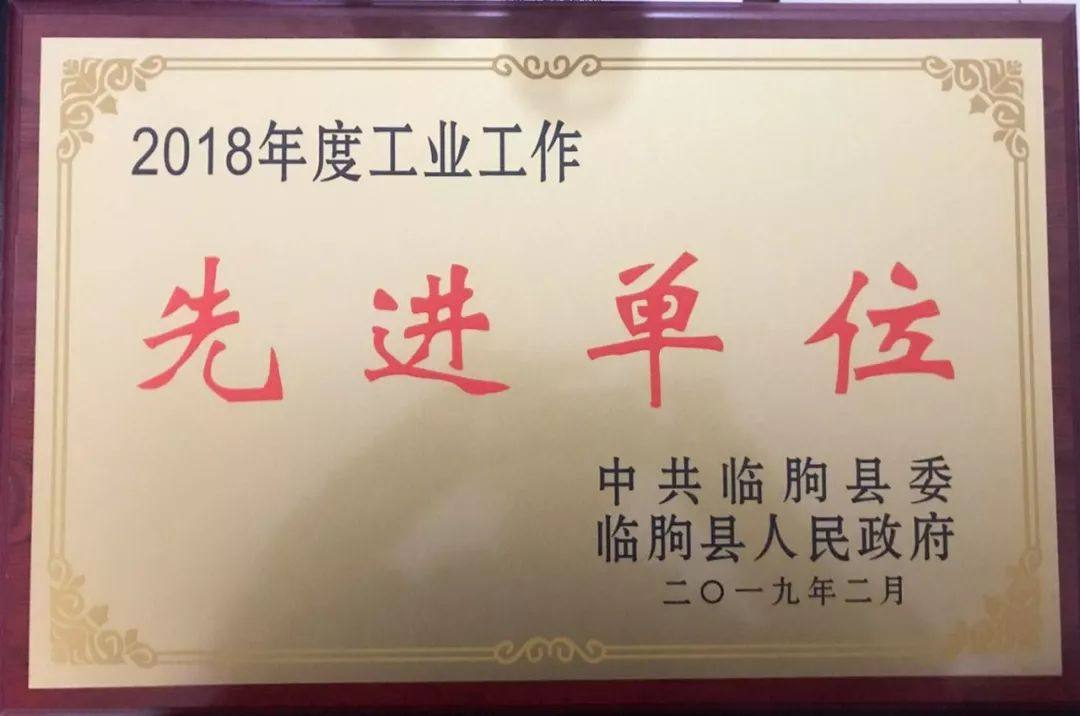 2018年度工业工作
先进单位
中共临朐县委
临朐县人民政府
二〇一九年二月